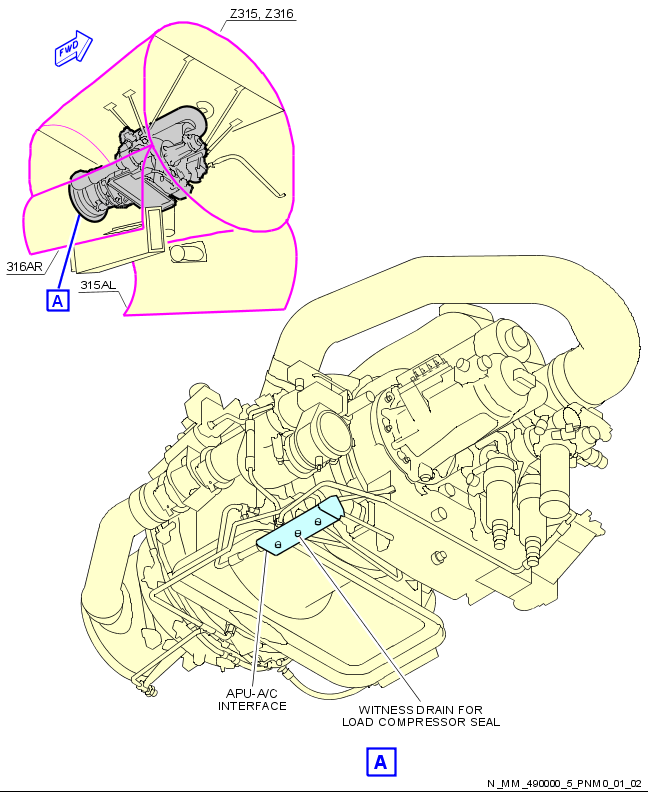 Z315, Z316
FWD
316AR
315AL
A
APU-A/C
INTERFACE
WITNESS DRAIN FOR
LOAD COMPRESSOR SEAL
A
N_MM_490000_5_PNM0_01_02